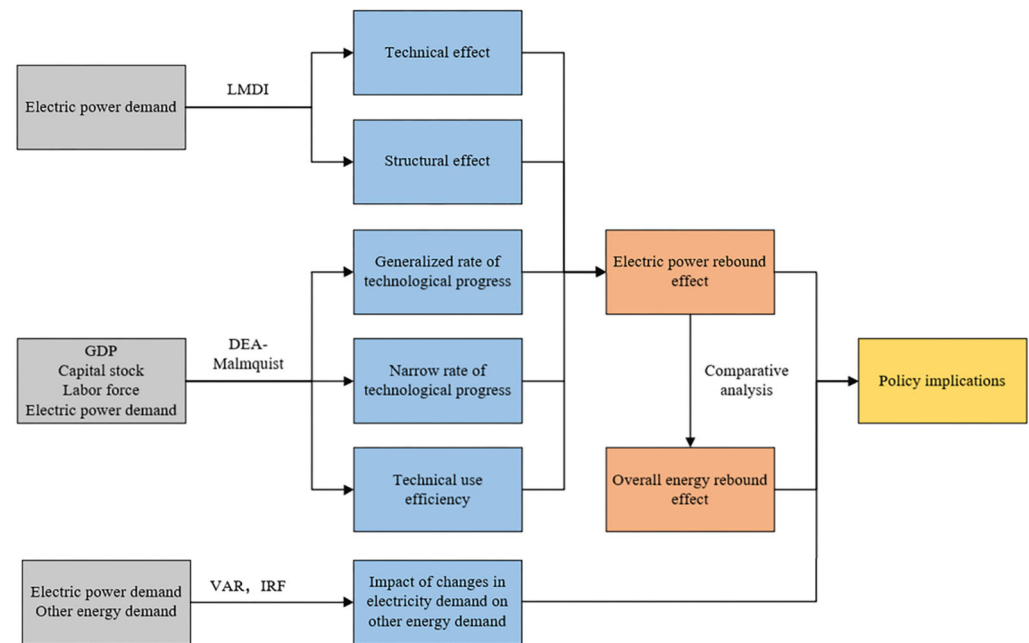 Electric power demand
LMDI
Technical effect
Structural effect
GDP
Capital stock
Labor force
Electric power demand
DEA-
Malmquist
Generalized rate of
technological progress
Narrow rate of
technological progress
Technical use
efficiency
Electric power demand
Other energy demand
VAR，IRF
Impact of changes in
electricity demand on
other energy demand
Electric power rebound
effect
Comparative
analysis
Overall energy rebound
effect
Policy implications